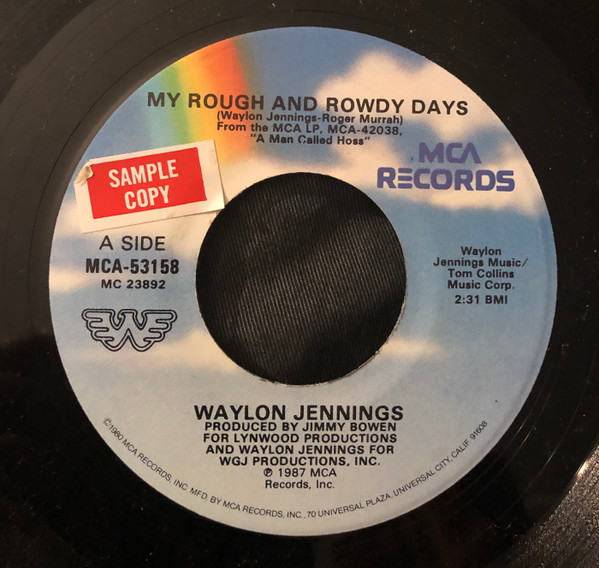 MY ROUGH AND ROWDY DAYS
(Waylon Jennings-Roger Murrah)
From the MCA LP, MCA-42038,
"A Man Called Hoss"
MCA
RECORDS
SAMPLE
COPY
A SIDE
MCA-53158
MC 23892
Waylon
Jennings Music/
Tom Collins
Music Corp.
2:31 BMI
W
WAYLON JENNINGS
PRODUCED BY JIMMY BOWEN
FOR LYNWOOD PRODUCTIONS
AND WAYLON JENNINGS FOR
WGJ PRODUCTIONS, INC.
℗ 1987 MCA
Records, Inc.
©1980 MCA RECORDS, INC. MFD. BY MCA RECORDS, INC., 70 UNIVERSAL PLAZA, UNIVERSAL CITY, CALIF. 91608